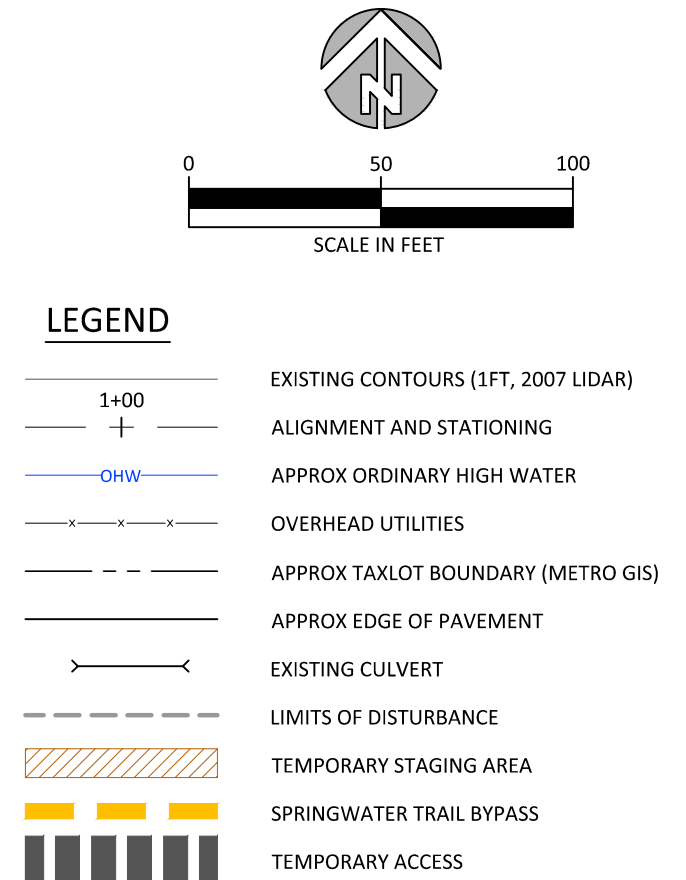 N
0 50 100
SCALE IN FEET
LEGEND
EXISTING CONTOURS (1FT, 2007 LIDAR)
1+00
ALIGNMENT AND STATIONING
OHW APPROX ORDINARY HIGH WATER
x x x OVERHEAD UTILITIES
APPROX TAXLOT BOUNDARY (METRO GIS)
APPROX EDGE OF PAVEMENT
EXISTING CULVERT
LIMITS OF DISTURBANCE
TEMPORARY STAGING AREA
SPRINGWATER TRAIL BYPASS
TEMPORARY ACCESS